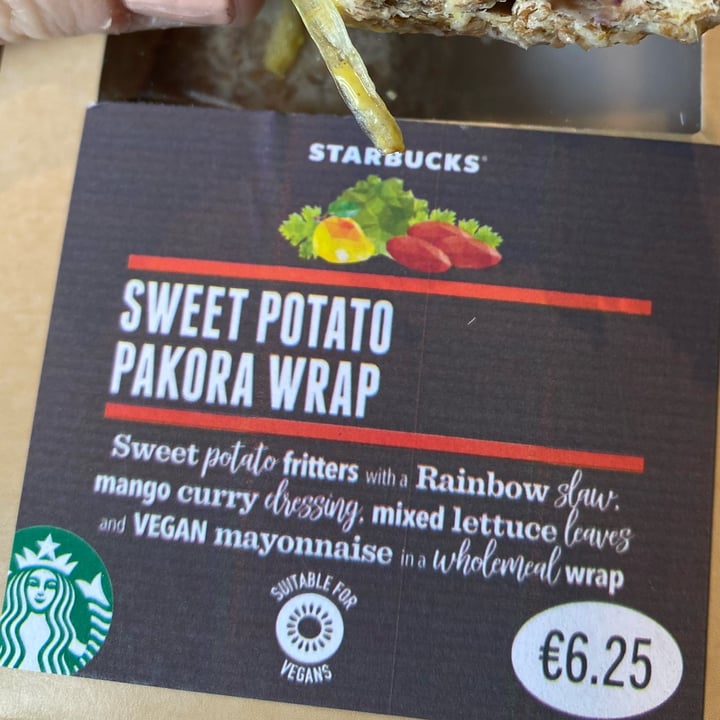 STARBUCKS
SWEET POTATO
PAKORA WRAP
Sweet potato fritters with a Rainbow slaw,
mango curry dressing, mixed lettuce leaves
and VEGAN mayonnaise in a wholemeal wrap
SUITABLE FOR
VEGANS
€6.25